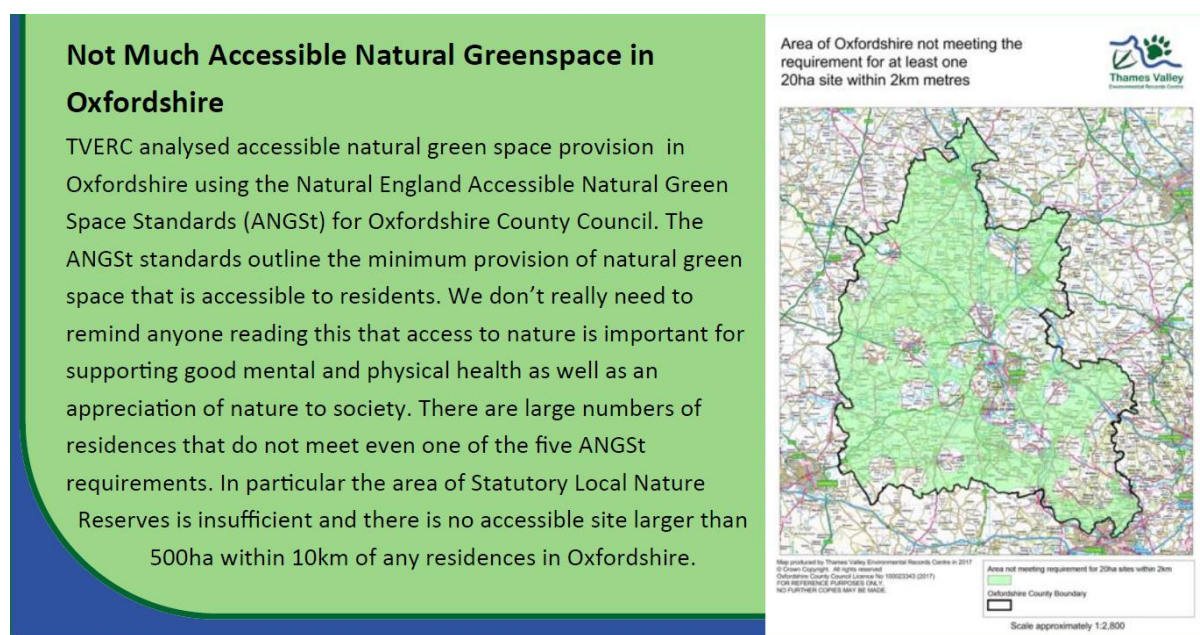 Not Much Accessible Natural Greenspace in
Oxfordshire
TVERC analysed accessible natural green space provision in
Oxfordshire using the Natural England Accessible Natural Green
Space Standards (ANGSt) for Oxfordshire County Council. The
ANGSt standards outline the minimum provision of natural green
space that is accessible to residents. We don't really need to
remind anyone reading this that access to nature is important for
supporting good mental and physical health as well as an
appreciation of nature to society. There are large numbers of
residences that do not meet even one of the five ANGSt
requirements. In particular the area of Statutory Local Nature
Reserves is insufficient and there is no accessible site larger than
500ha within 10km of any residences in Oxfordshire.
Area of Oxfordshire not meeting the
requirement for at least one
20ha site within 2km metres
Thames Valley
Environmental Records Centre
Map produced by Thames Valley Environmental Records Centre in 2017
© Crown Copyright. All rights reserved
Oxfordshire County Council Licence No 100023343 (2017)
FOR REFERENCE PURPOSES ONLY.
NO FURTHER COPIES MAY BE MADE.
Area not meeting requirement for 20ha sites within 2km
Oxfordshire County Boundary
Scale approximately 1:2,800